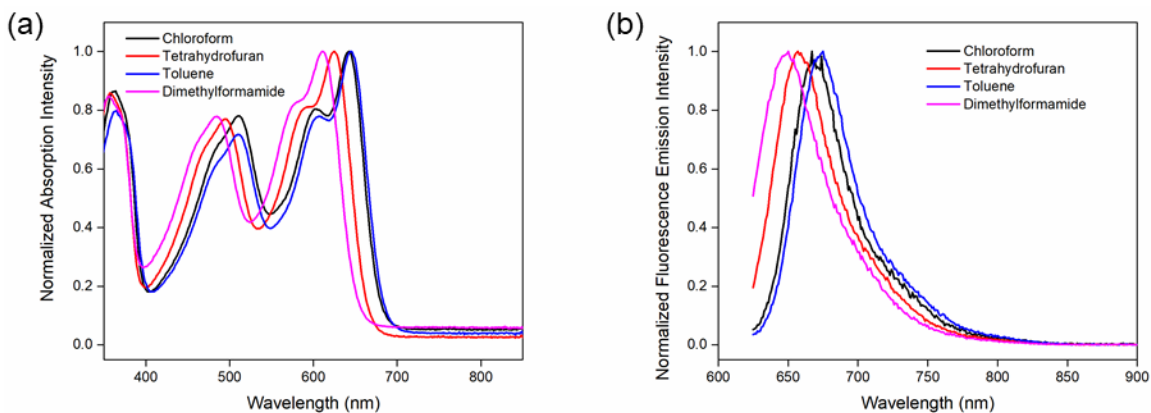 (a)
Normalized Absorption Intensity
1.0
0.8
0.6
0.4
0.2
0.0
Chloroform
Tetrahydrofuran
Toluene
Dimethylformamide
400 500 600 700 800
Wavelength (nm)
(b)
Normalized Fluorescence Emission Intensity
1.0
0.8
0.6
0.4
0.2
0.0
Chloroform
Tetrahydrofuran
Toluene
Dimethylformamide
600 650 700 750 800 850 900
Wavelength (nm)